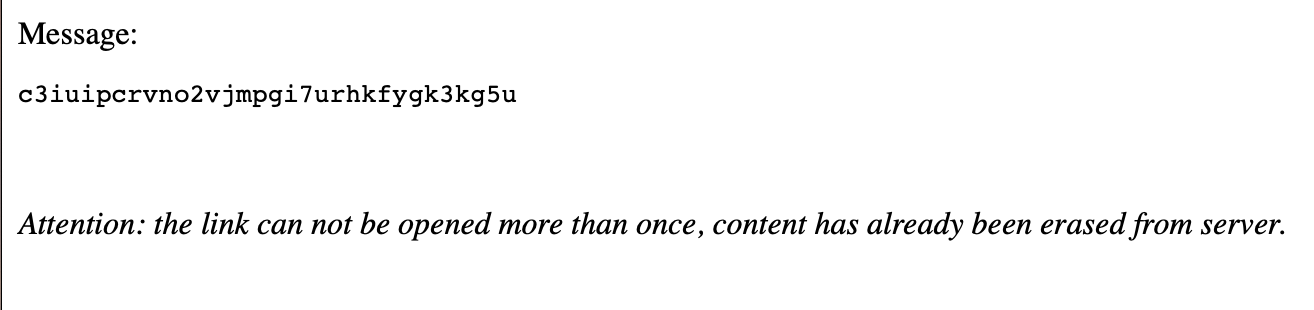 Message:
c3iuipcrvno2vjmpgi7urhkfygk3kg5u
Attention: the link can not be opened more than once, content has already been erased from server.